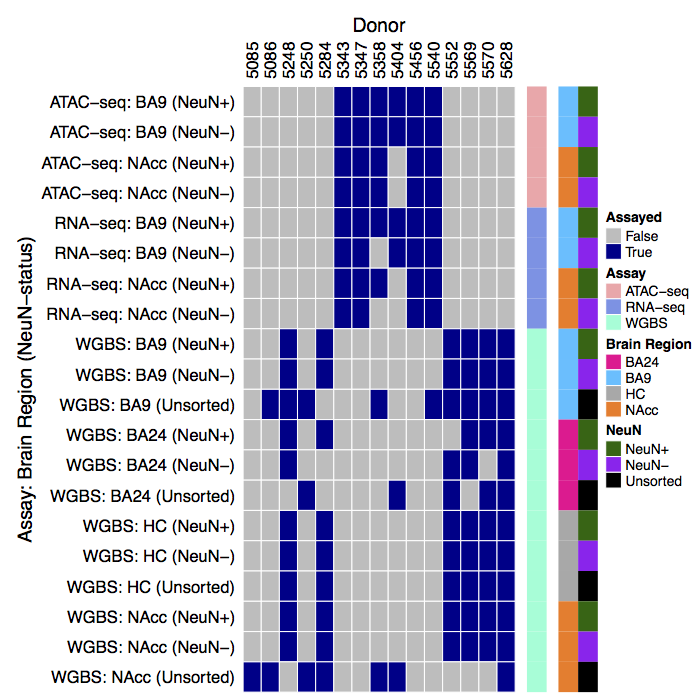 Donor
5085 5086 5248 5250 5284 5343 5347 5358 5404 5456 5540 5552 5569 5570 5628
Assay: Brain Region (NeuN−status)
ATAC−seq: BA9 (NeuN+)
ATAC−seq: BA9 (NeuN−)
ATAC−seq: NAcc (NeuN+)
ATAC−seq: NAcc (NeuN−)
RNA−seq: BA9 (NeuN+)
RNA−seq: BA9 (NeuN−)
RNA−seq: NAcc (NeuN+)
RNA−seq: NAcc (NeuN−)
WGBS: BA9 (NeuN+)
WGBS: BA9 (NeuN−)
WGBS: BA9 (Unsorted)
WGBS: BA24 (NeuN+)
WGBS: BA24 (NeuN−)
WGBS: BA24 (Unsorted)
WGBS: HC (NeuN+)
WGBS: HC (NeuN−)
WGBS: HC (Unsorted)
WGBS: NAcc (NeuN+)
WGBS: NAcc (NeuN−)
WGBS: NAcc (Unsorted)
Assayed
False
True
Assay
ATAC−seq
RNA−seq
WGBS
Brain Region
BA24
BA9
HC
NAcc
NeuN
NeuN+
NeuN−
Unsorted